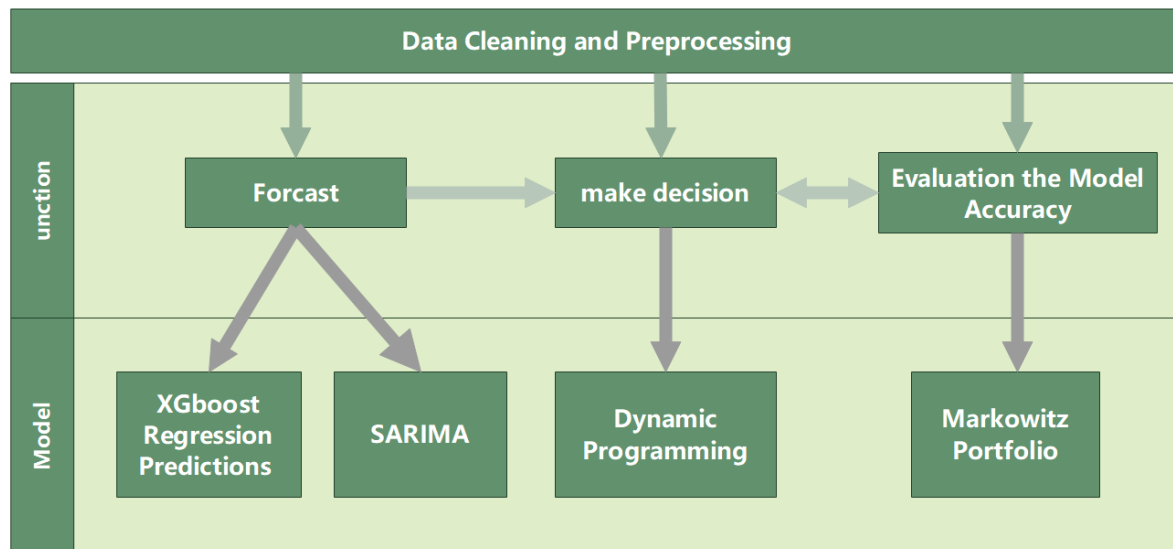 Data Cleaning and Preprocessing
unction
Forcast
make decision
Evaluation the Model
Accuracy
Model
XGboost
Regression
Predictions
SARIMA
Dynamic
Programming
Markowitz
Portfolio